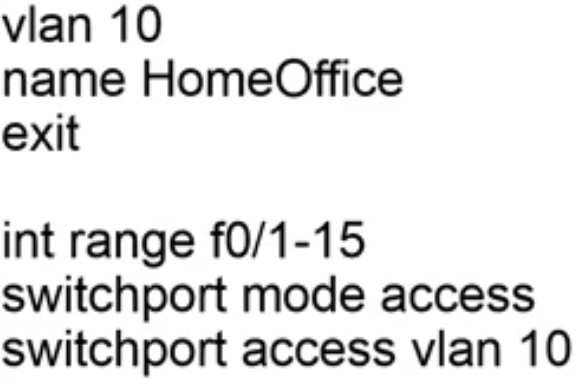 vlan 10
name HomeOffice
exit
int range f0/1-15
switchport mode access
switchport access vlan 10